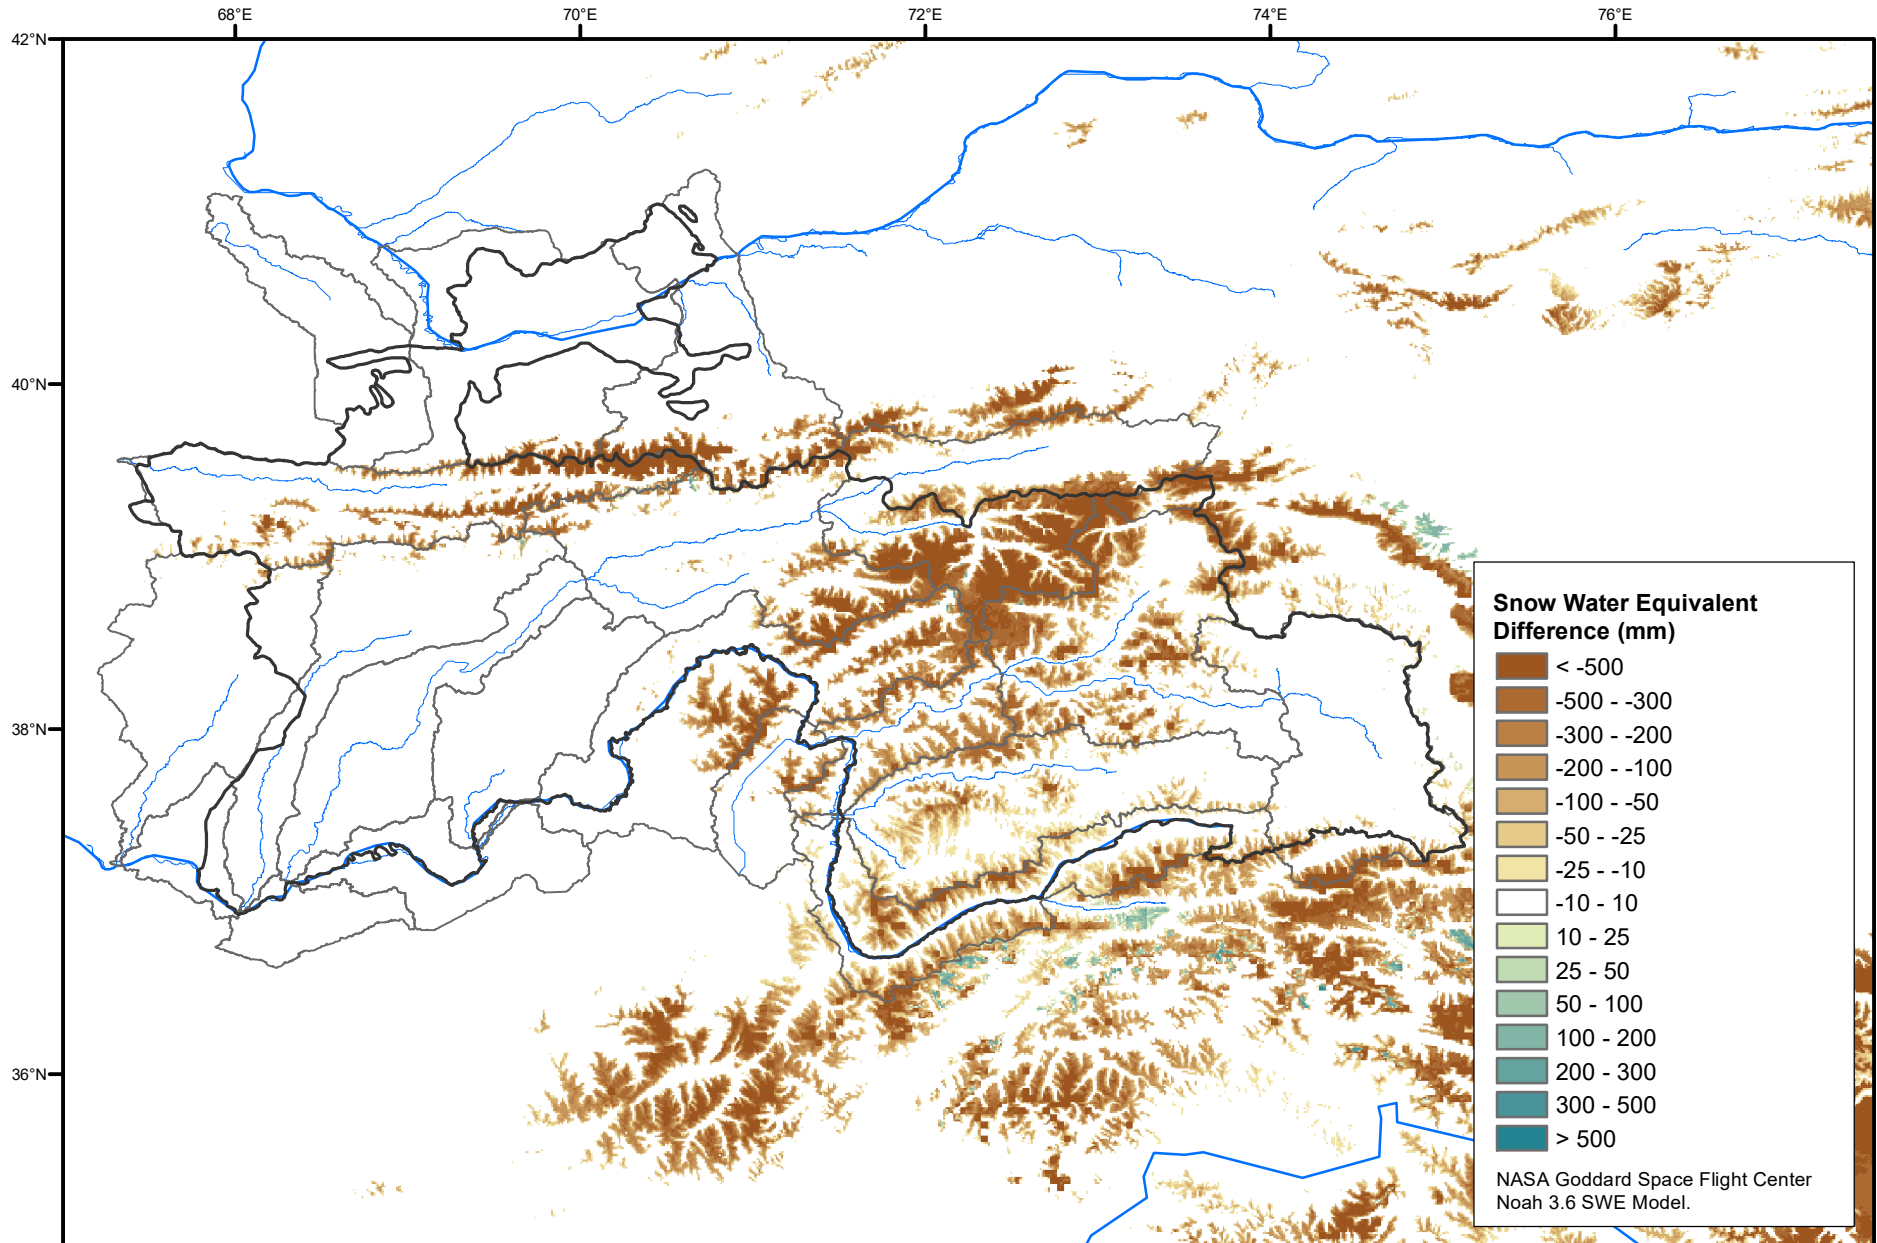 68°E 70°E 72°E 74°E 76°E
42°N
40°N
38°N
36°N
Snow Water Equivalent
Difference (mm)
< -500
-500 - -300
-300 - -200
-200 - -100
-100 - -50
-50 - -25
-25 - -10
-10 - 10
10 - 25
25 - 50
50 - 100
100 - 200
200 - 300
300 - 500
> 500
NASA Goddard Space Flight Center
Noah 3.6 SWE Model.